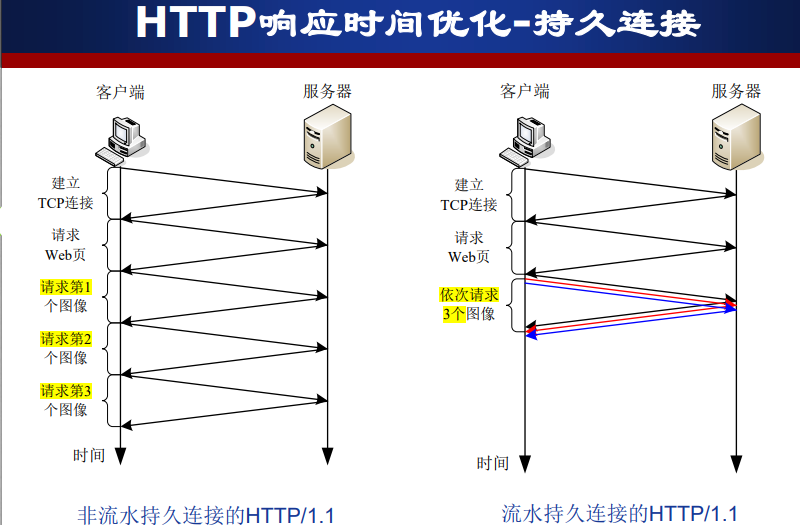 HTTP响应时间优化-持久连接
客户端
服务器
建立
TCP连接
请求
Web页
请求第1
个图像
请求第2
个图像
请求第3
个图像
时间
非流水持久连接的HTTP/1.1
客户端
服务器
建立
TCP连接
请求
Web页
依次请求
3个图像
时间
流水持久连接的HTTP/1.1